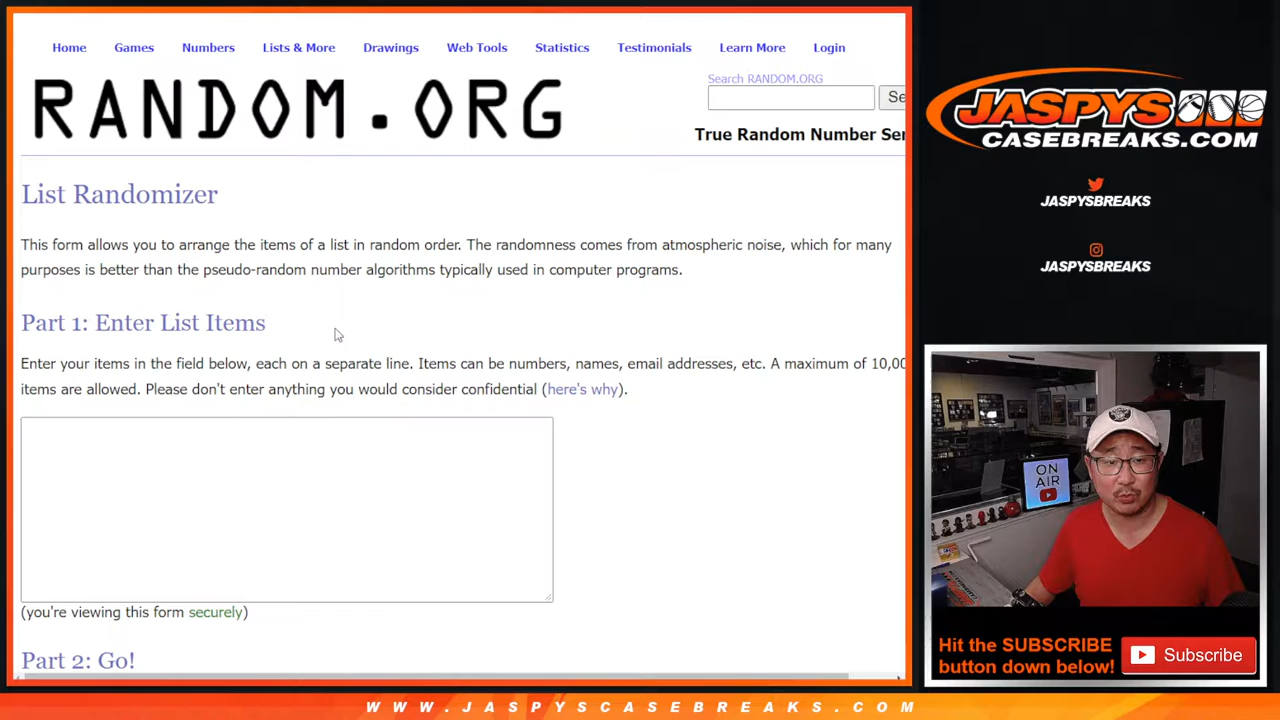 Home Games Numbers Lists & More Drawings Web Tools Statistics Testimonials Learn More Login
RANDOM.ORG
Search RANDOM.ORG
Se
True Random Number Ser
List Randomizer
This form allows you to arrange the items of a list in random order. The randomness comes from atmospheric noise, which for many
purposes is better than the pseudo-random number algorithms typically used in computer programs.
Part 1: Enter List Items
Enter your items in the field below, each on a separate line. Items can be numbers, names, email addresses, etc. A maximum of 10,00
items are allowed. Please don't enter anything you would consider confidential (here's why).
(you're viewing this form securely)
Part 2: Go!
JASPYS
CASEBREAKS.COM
JASPYSBREAKS
JASPYSBREAKS
ON
AIR
Hit the SUBSCRIBE
button down below!
Subscribe
WWW.JASPYSCASEBREAKS.COM